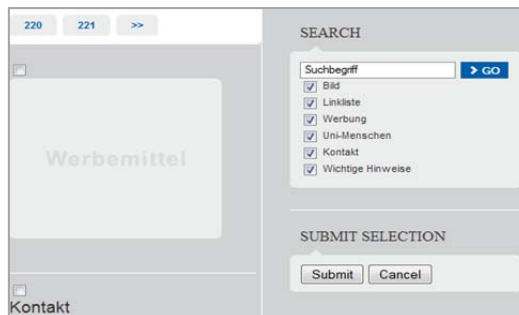 220 221 >>
Werbemittel
Kontakt
SEARCH
Suchbegriff GO
Bild
Linkliste
Werbung
Uni-Menschen
Kontakt
Wichtige Hinweise
SUBMIT SELECTION
Submit Cancel